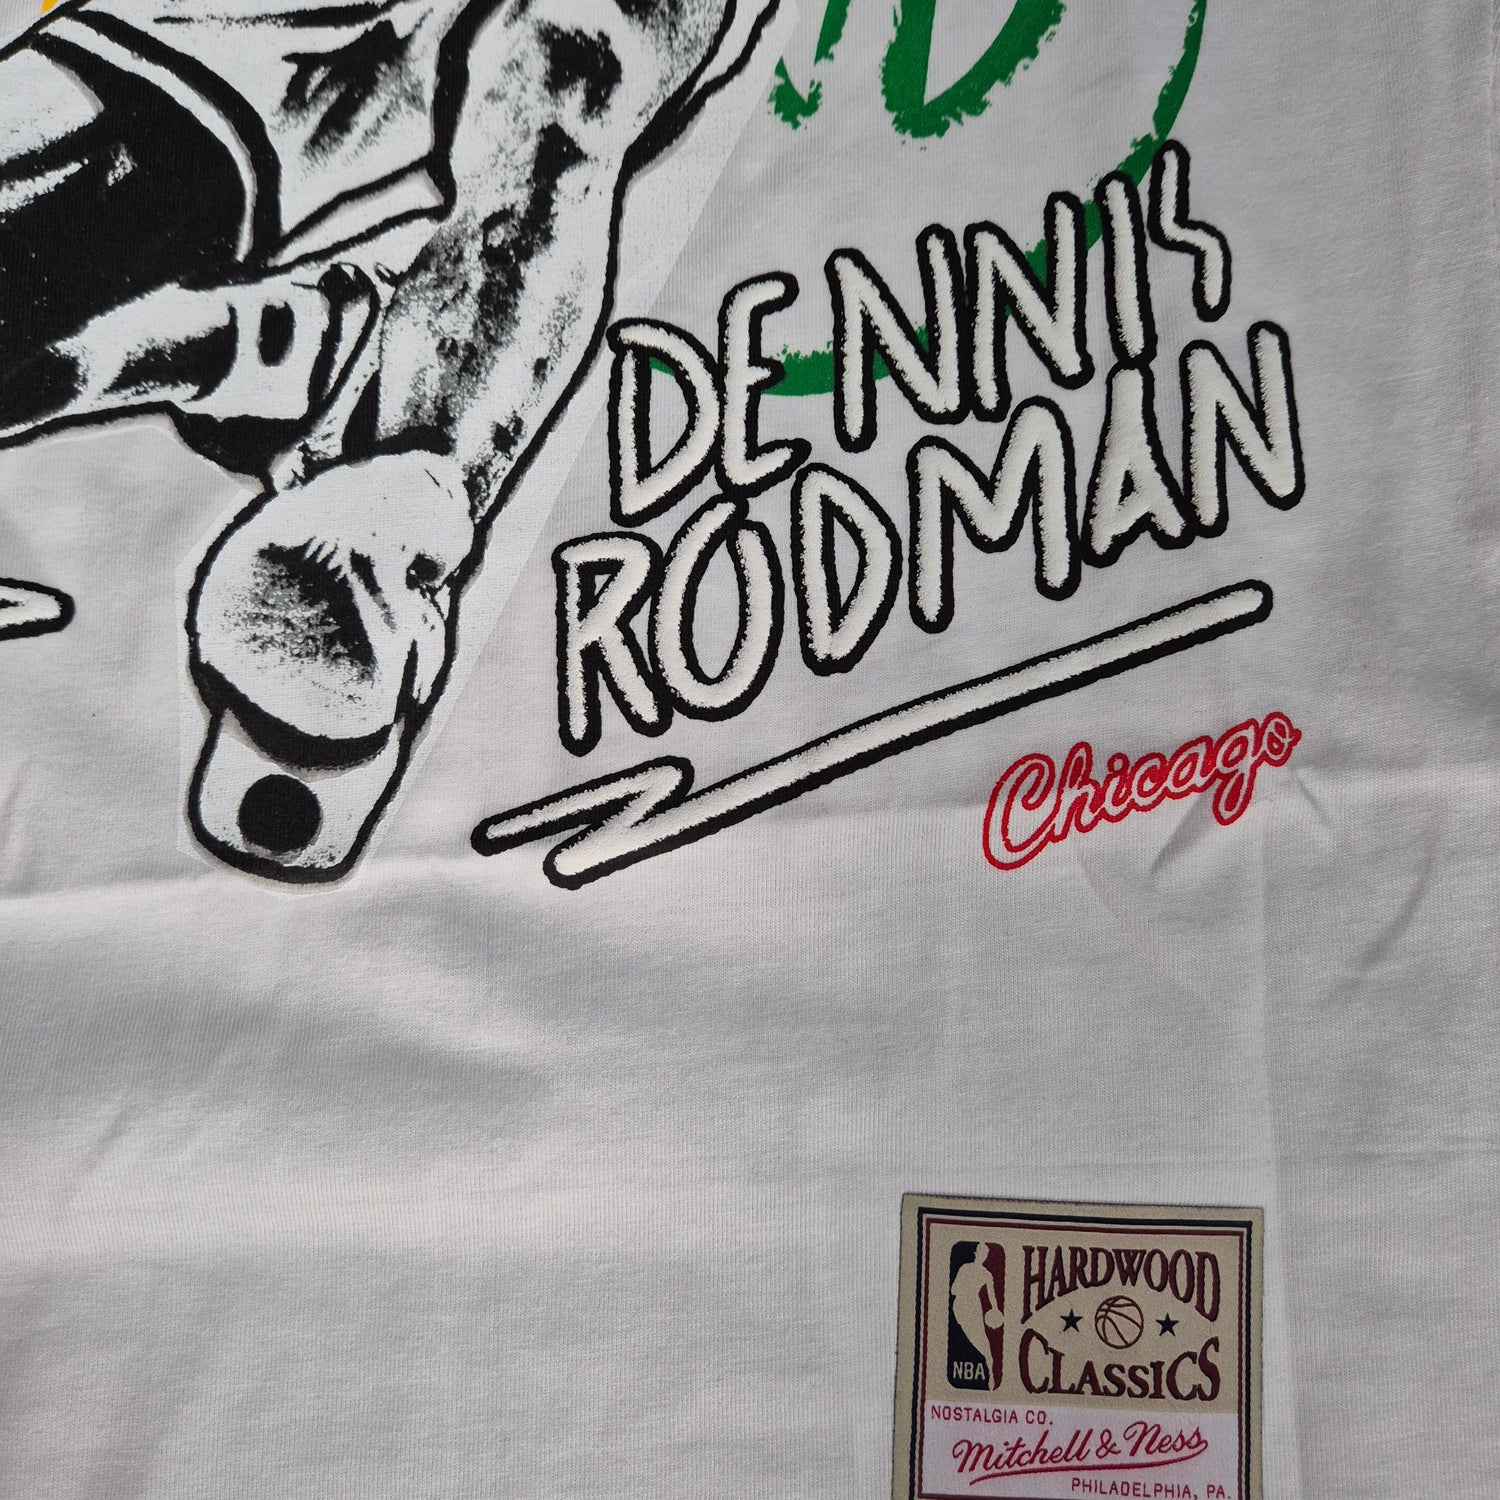 DENNIS
RODMAN
Chicago
HARDWOOD
CLASSICS
NBA
NOSTALGIA CO.
Mitchell & Ness
PHILADELPHIA, PA.